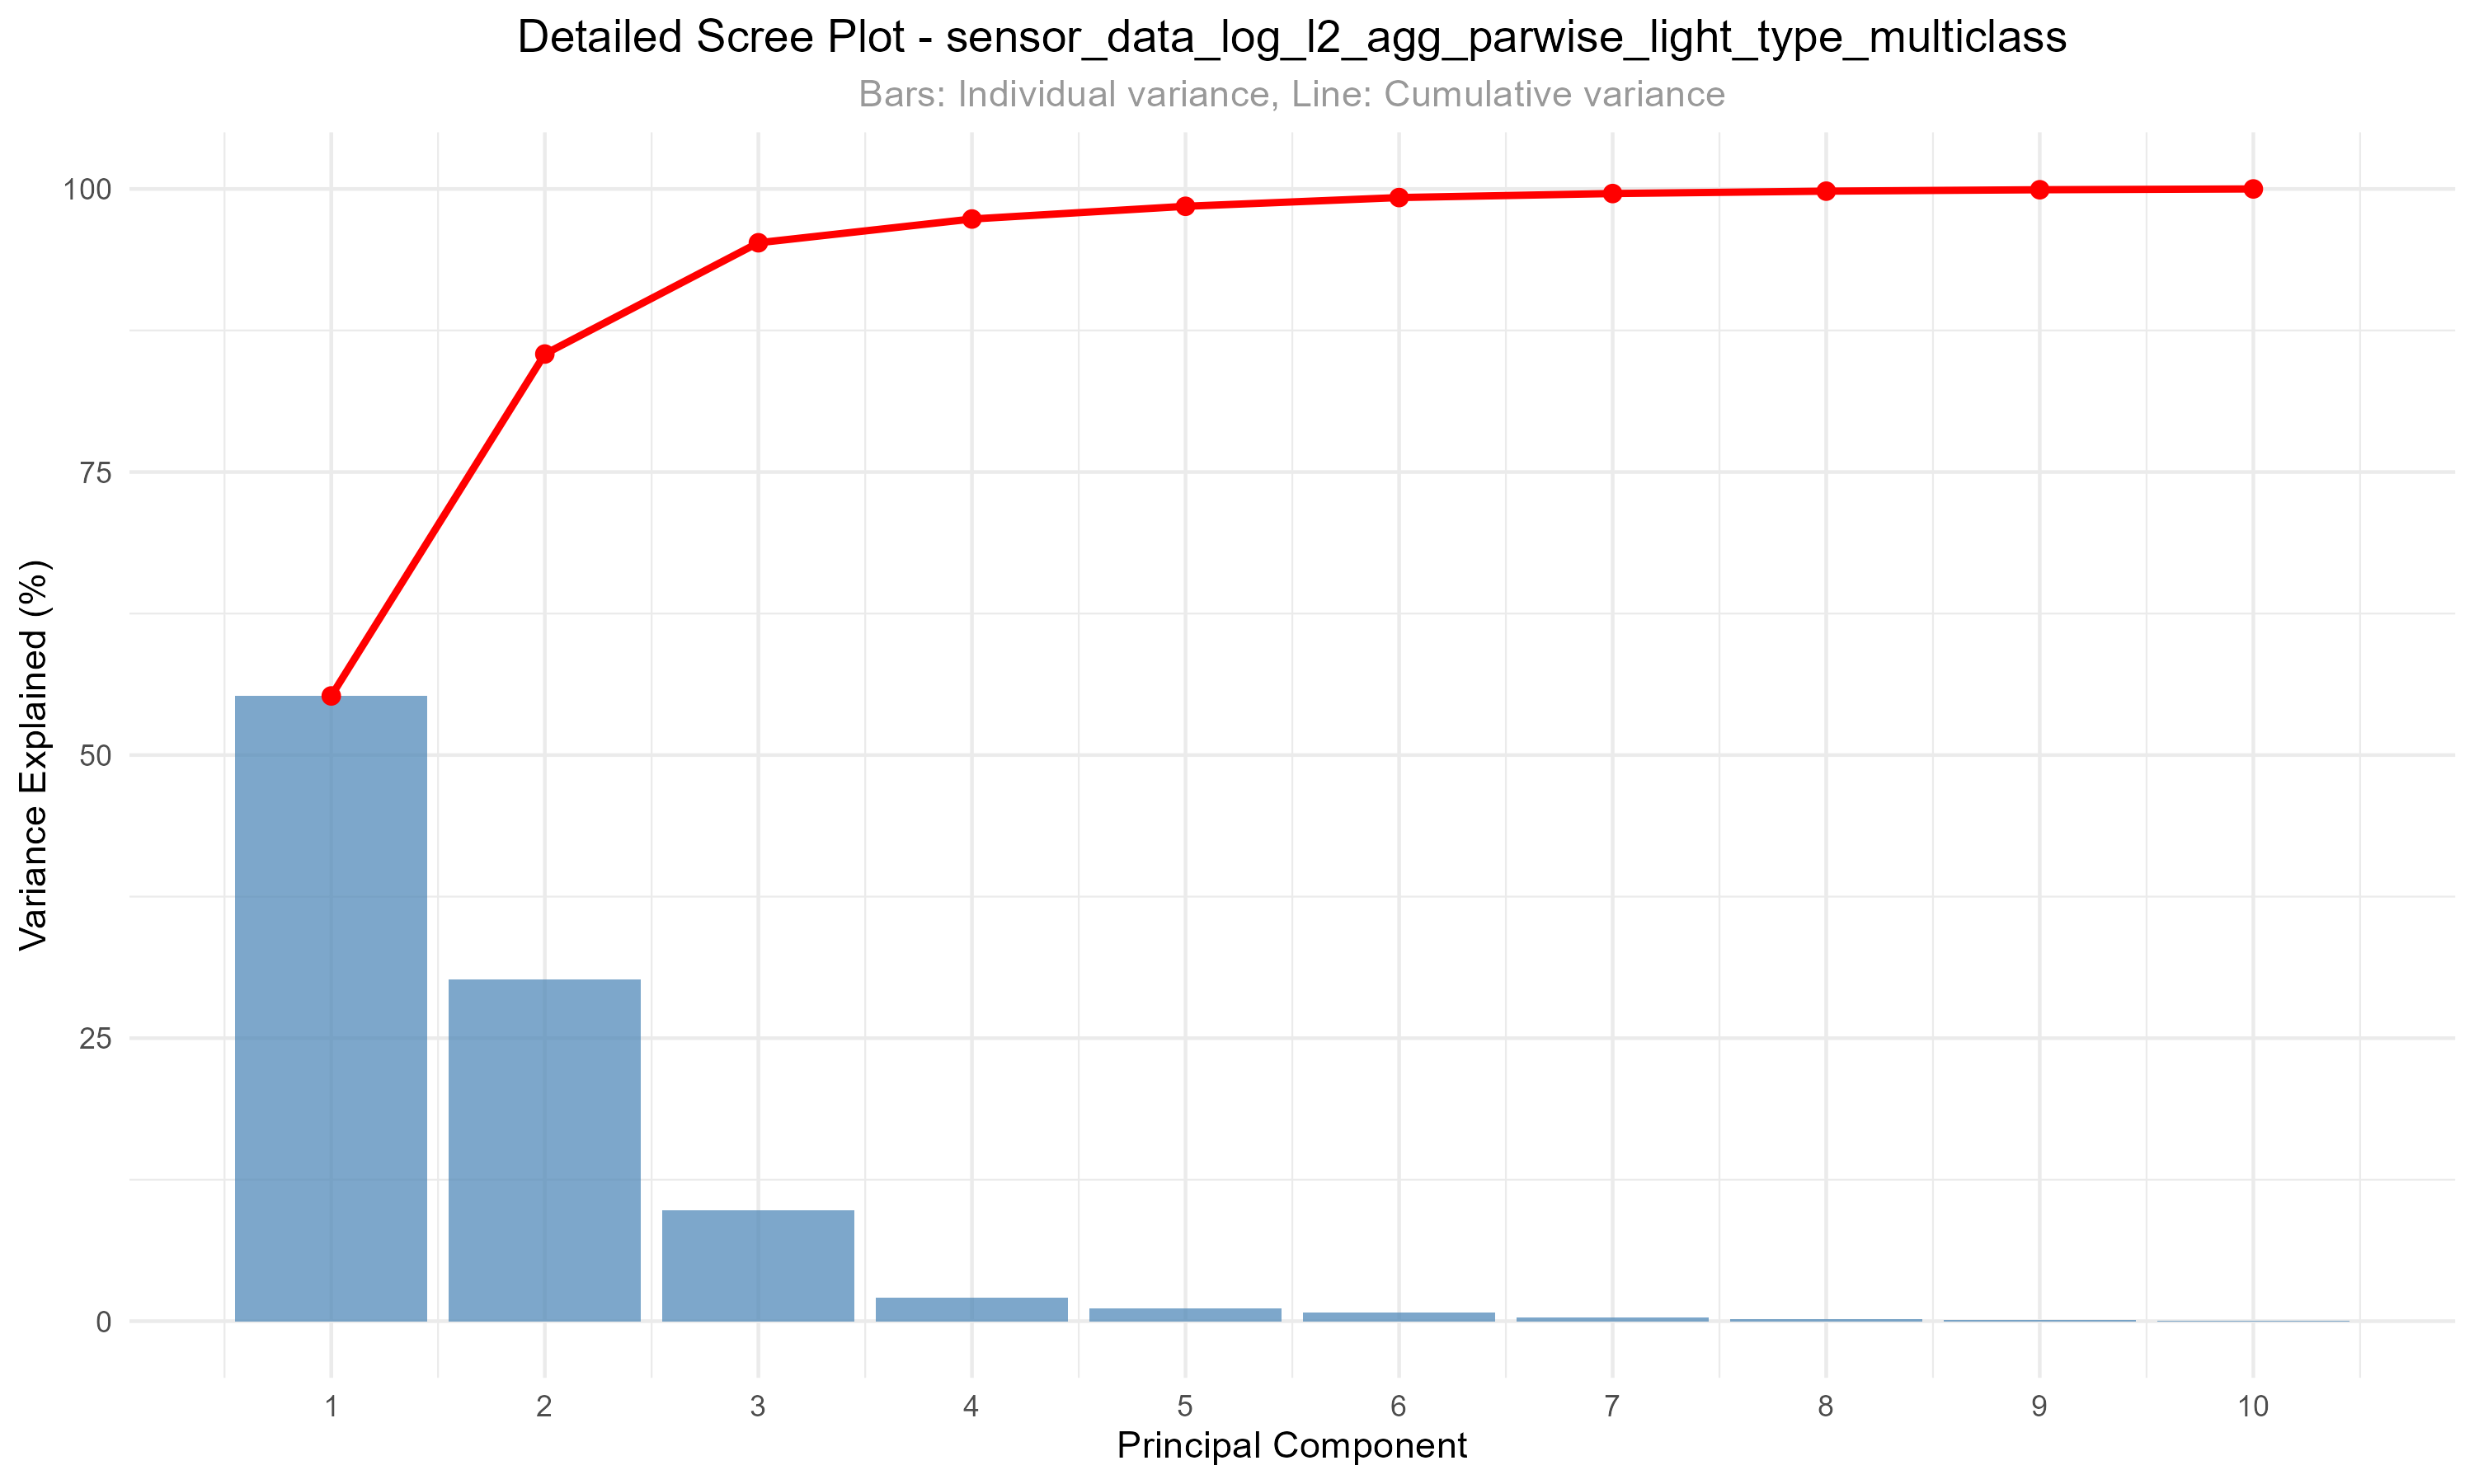 Detailed Scree Plot - sensor_data_log_l2_agg_parwise_light_type_multiclass
Bars: Individual variance, Line: Cumulative variance
Variance Explained (%)
100
75
50
25
0
1 2 3 4 5 6 7 8 9 10
Principal Component